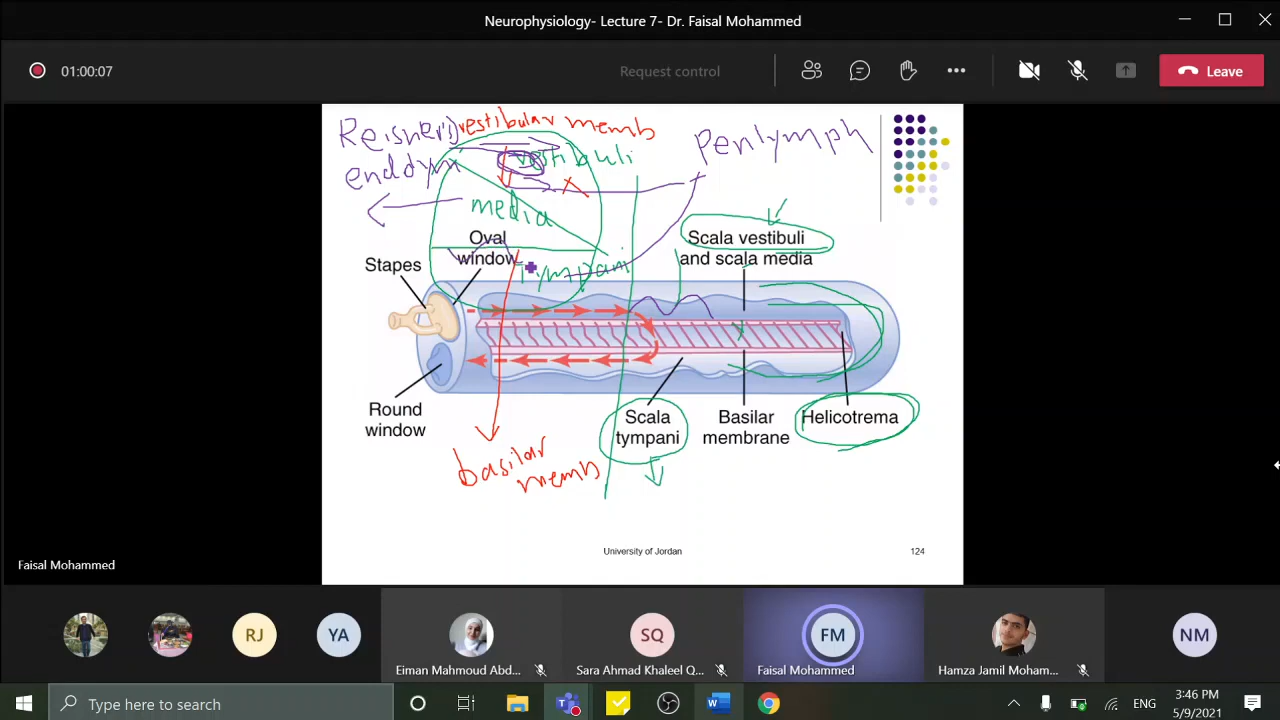 Neurophysiology- Lecture 7- Dr. Faisal Mohammed
01:00:07
Request control
Leave
vestibular memb
Perilymph
vestibuli
media
Tympani
Oval
window
Stapes
Scala vestibuli
and scala media
Round
window
Scala
tympani
Basilar
membrane
Helicotrema
basilar
memb
University of Jordan
124
Faisal Mohammed
RJ
YA
SQ
FM
NM
Eiman Mahmoud Abd...
Sara Ahmad Khaleel Q...
Faisal Mohammed
Hamza Jamil Moham...
Type here to search
ENG
3:46 PM
5/9/2021